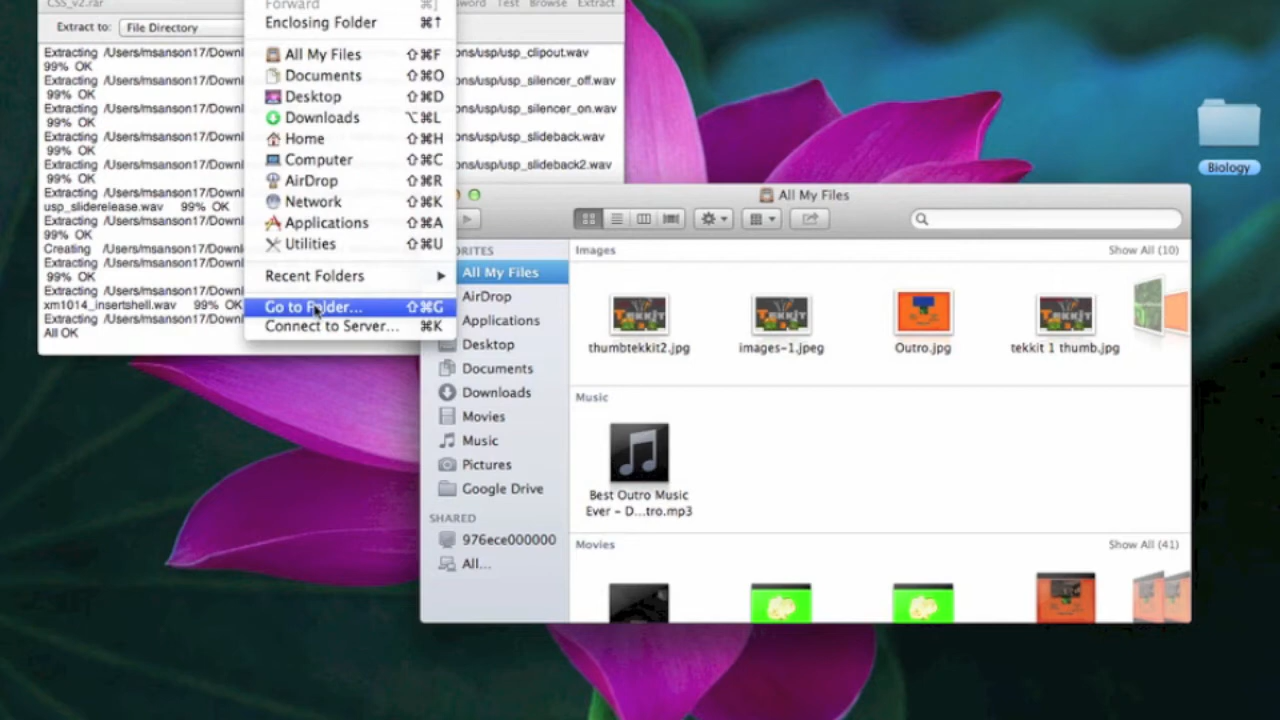 CSS_v2.rar
Extract to: File Directory
Extracting /Users/msanson17/Downl
99% OK
Extracting /Users/msanson17/Downl
99% OK
Extracting /Users/msanson17/Downl
99% OK
Extracting /Users/msanson17/Downl
99% OK
Extracting /Users/msanson17/Downl
99% OK
Extracting /Users/msanson17/Downl
usp_sliderelease.wav 99% OK
Extracting /Users/msanson17/Downl
99% OK
Creating /Users/msanson17/Downl
Extracting /Users/msanson17/Downl
99% OK
Extracting /Users/msanson17/Downl
xm1014_insertshell.wav 99% OK
Extracting /Users/msanson17/Downl
All OK
Forward ⌘]
Enclosing Folder ⌘↑
All My Files ⇧⌘F
Documents ⇧⌘O
Desktop ⇧⌘D
Downloads ⌥⌘L
Home ⇧⌘H
Computer ⇧⌘C
AirDrop ⇧⌘R
Network ⇧⌘K
Applications ⇧⌘A
Utilities ⇧⌘U
Recent Folders
Go to Folder... ⇧⌘G
Connect to Server... ⌘K
sword Test Browse Extract
ons/usp/usp_clipout.wav
ons/usp/usp_silencer_off.wav
ons/usp/usp_silencer_on.wav
ons/usp/usp_slideback.wav
ons/usp/usp_slideback2.wav
Biology
All My Files
ORITES
All My Files
AirDrop
Applications
Desktop
Documents
Downloads
Movies
Music
Pictures
Google Drive
SHARED
976ece000000
All...
Images Show All (10)
thumbtekkit2.jpg
images-1.jpeg
Outro.jpg
tekkit 1 thumb.jpg
Music
Best Outro Music
Ever - D...tro.mp3
Movies Show All (41)